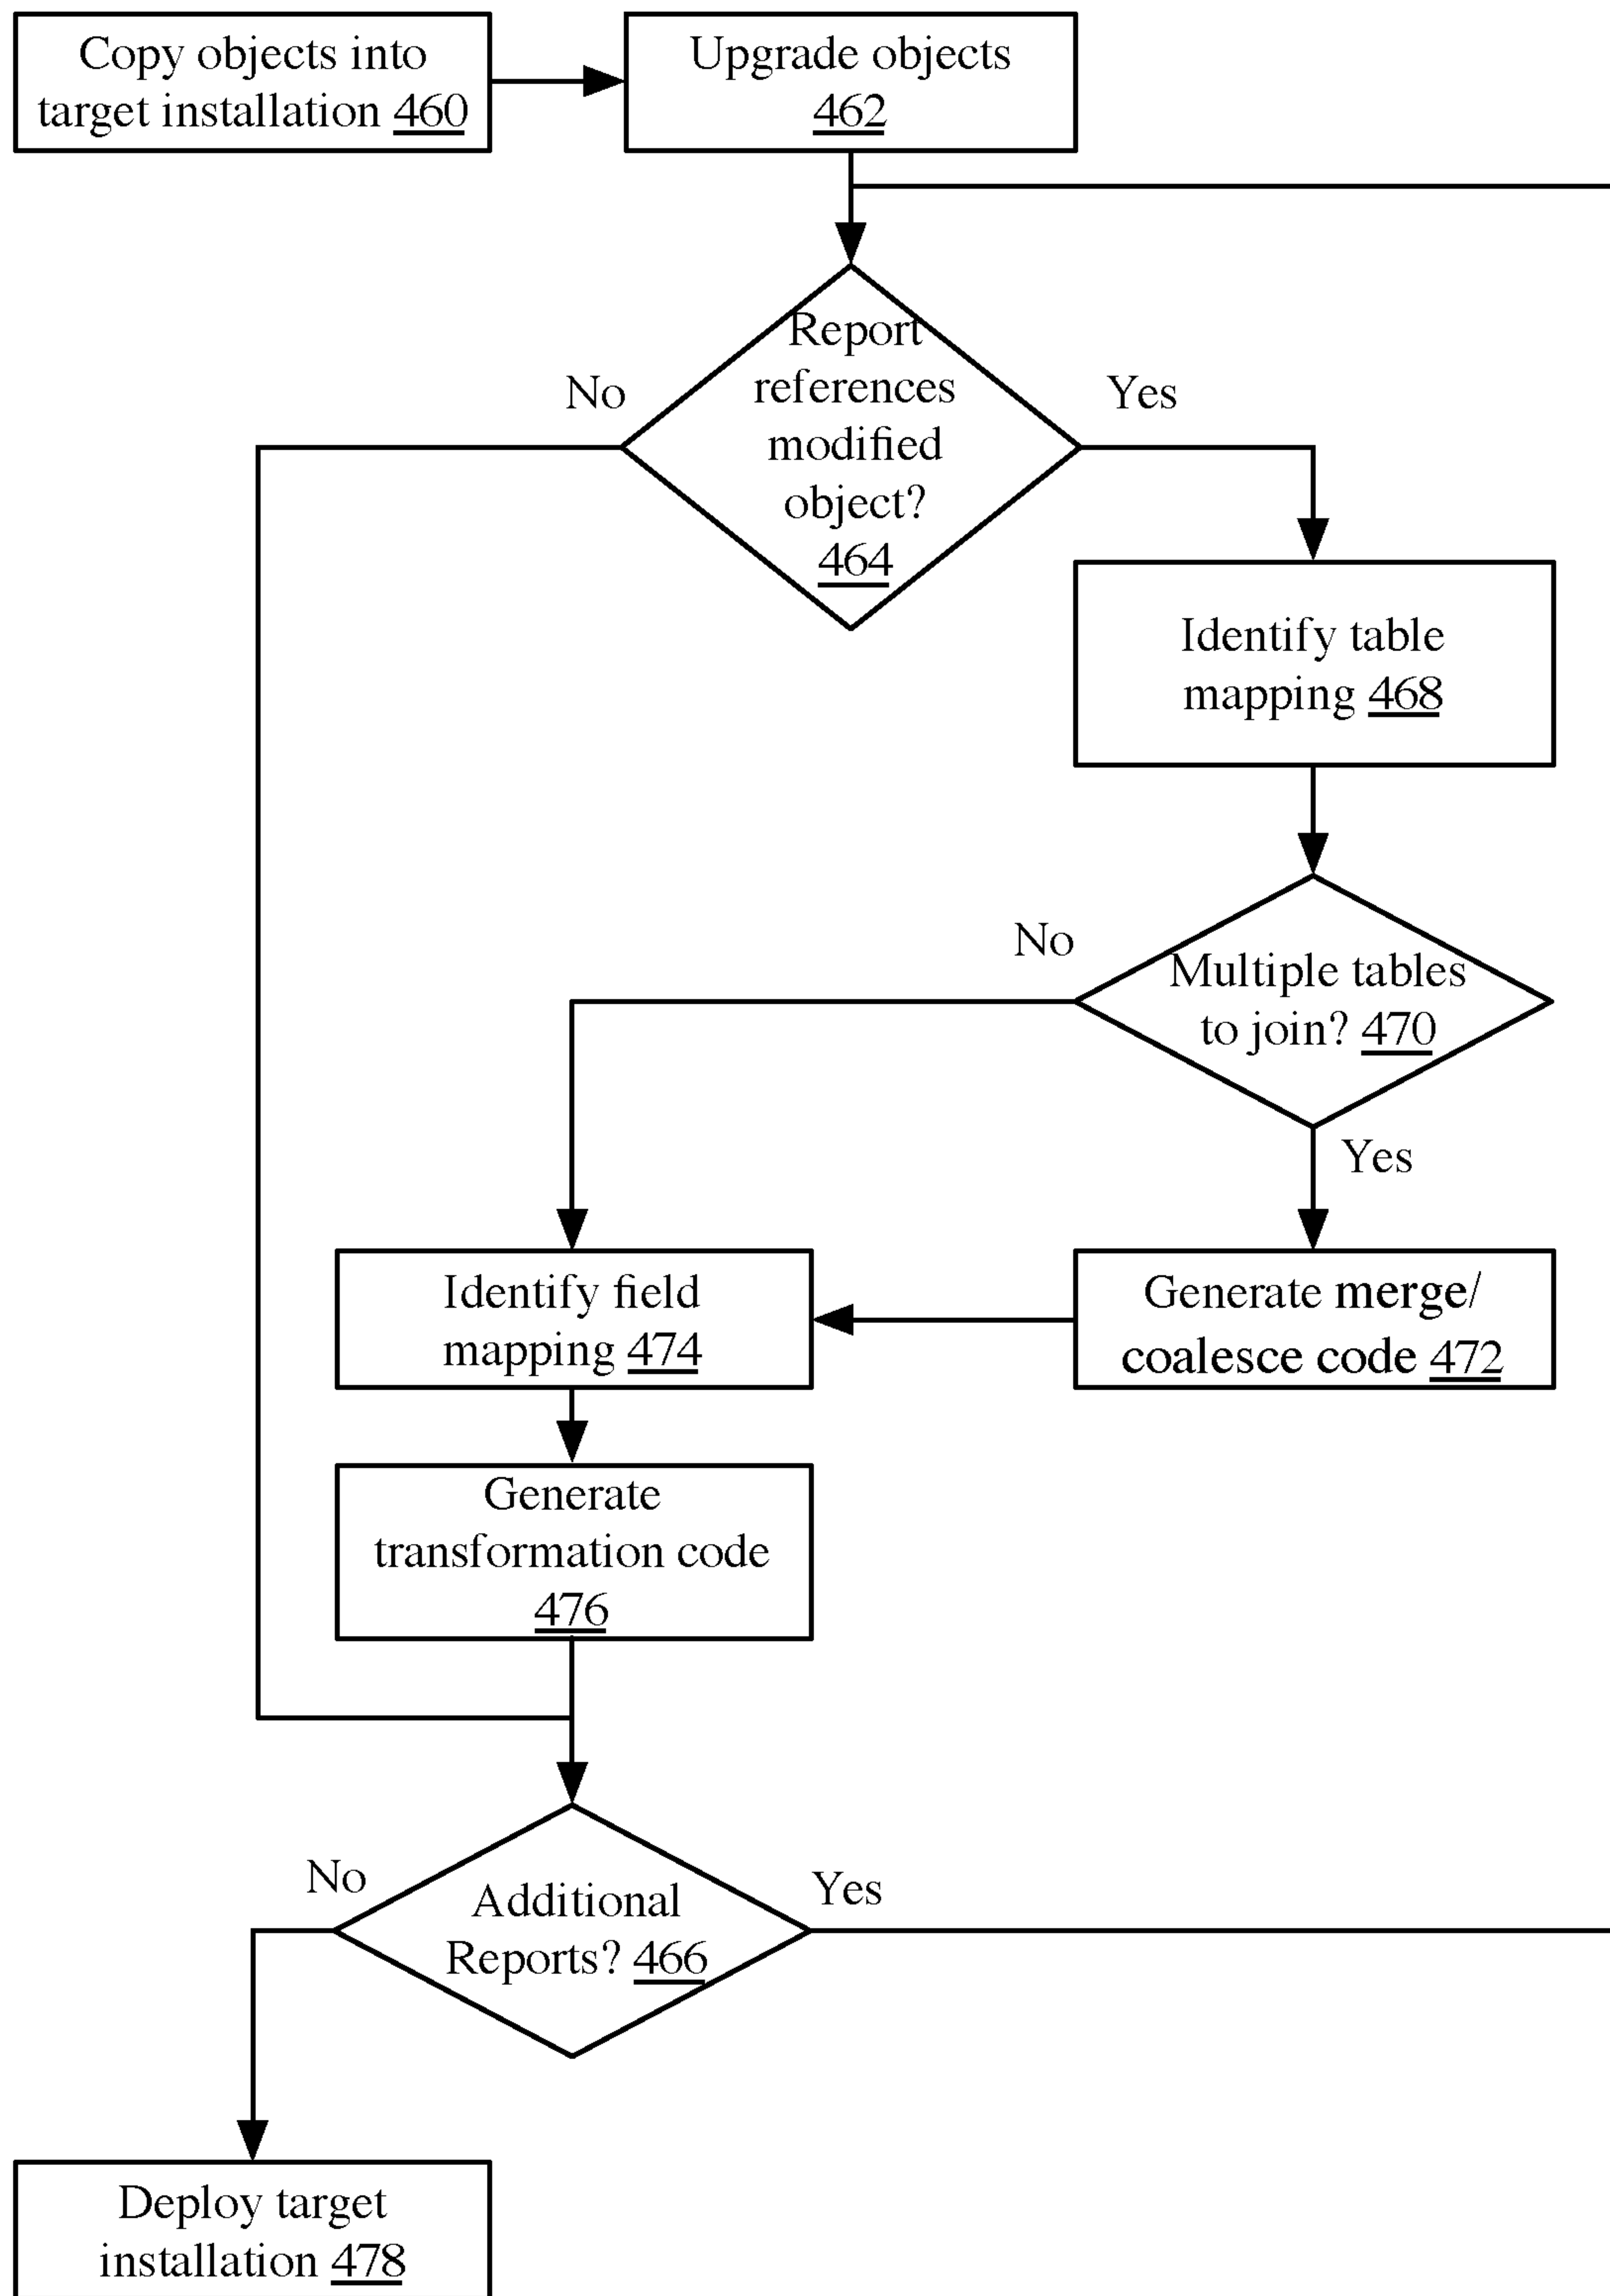 Copy objects into
target installation 460
Upgrade objects
462
Report
references
modified
object?
464
No
Yes
Identify table
mapping 468
No
Multiple tables
to join? 470
Yes
Identify field
mapping 474
Generate merge/
coalesce code 472
Generate
transformation code
476
No
Additional
Reports? 466
Yes
Deploy target
installation 478